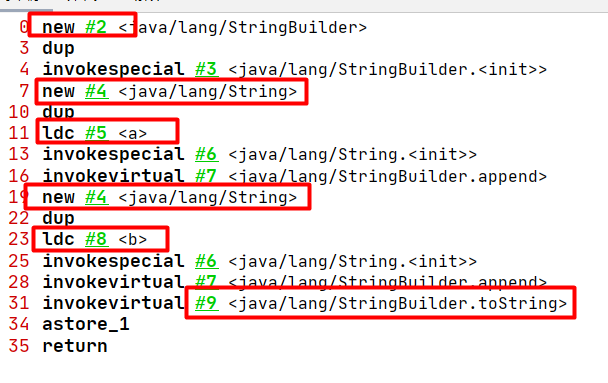 0 new #2 <java/lang/StringBuilder>
3 dup
4 invokespecial #3 <java/lang/StringBuilder.<init>>
7 new #4 <java/lang/String>
10 dup
11 ldc #5 <a>
13 invokespecial #6 <java/lang/String.<init>>
16 invokevirtual #7 <java/lang/StringBuilder.append>
19 new #4 <java/lang/String>
22 dup
23 ldc #8 <b>
25 invokespecial #6 <java/lang/String.<init>>
28 invokevirtual #7 <java/lang/StringBuilder.append>
31 invokevirtual #9 <java/lang/StringBuilder.toString>
34 astore_1
35 return